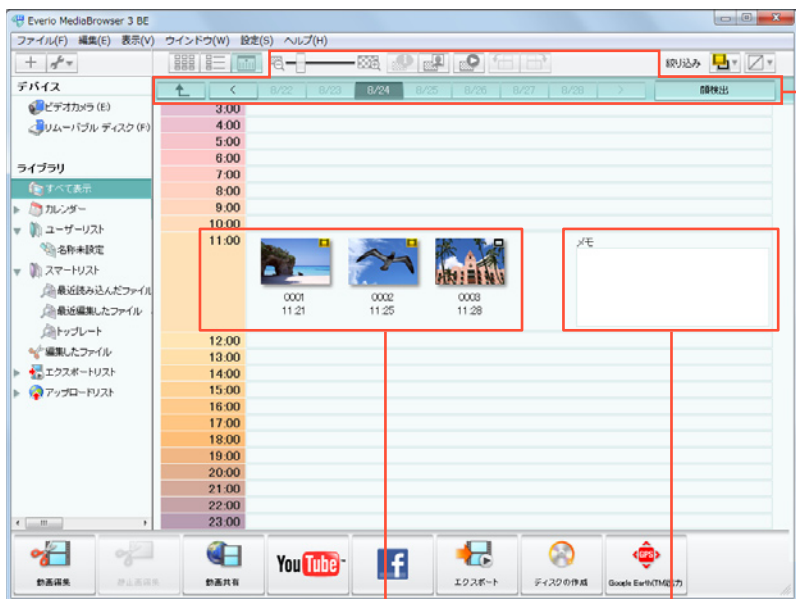 Everio MediaBrowser 3 BE
ファイル(F) 編集(E) 表示(V) ウインドウ(W) 設定(S) ヘルプ(H)
絞り込み
デバイス
ビデオカメラ (E:)
リムーバブル ディスク (F:)
ライブラリ
すべて表示
カレンダー
ユーザーリスト
名称未設定
スマートリスト
最近読み込んだファイル
最近編集したファイル
トップレート
編集したファイル
エクスポートリスト
アップロードリスト
< 8/22 8/23 8/24 8/25 8/26 8/27 8/28 > 顔検出
3:00
4:00
5:00
6:00
7:00
8:00
9:00
10:00
11:00
0001
11:21
0002
11:25
0003
11:28
メモ
12:00
13:00
14:00
15:00
16:00
17:00
18:00
19:00
20:00
21:00
22:00
23:00
動画編集
静止画編集
動画共有
YouTube
f
エクスポート
ディスクの作成
GPS
Google Earth(TM)出力